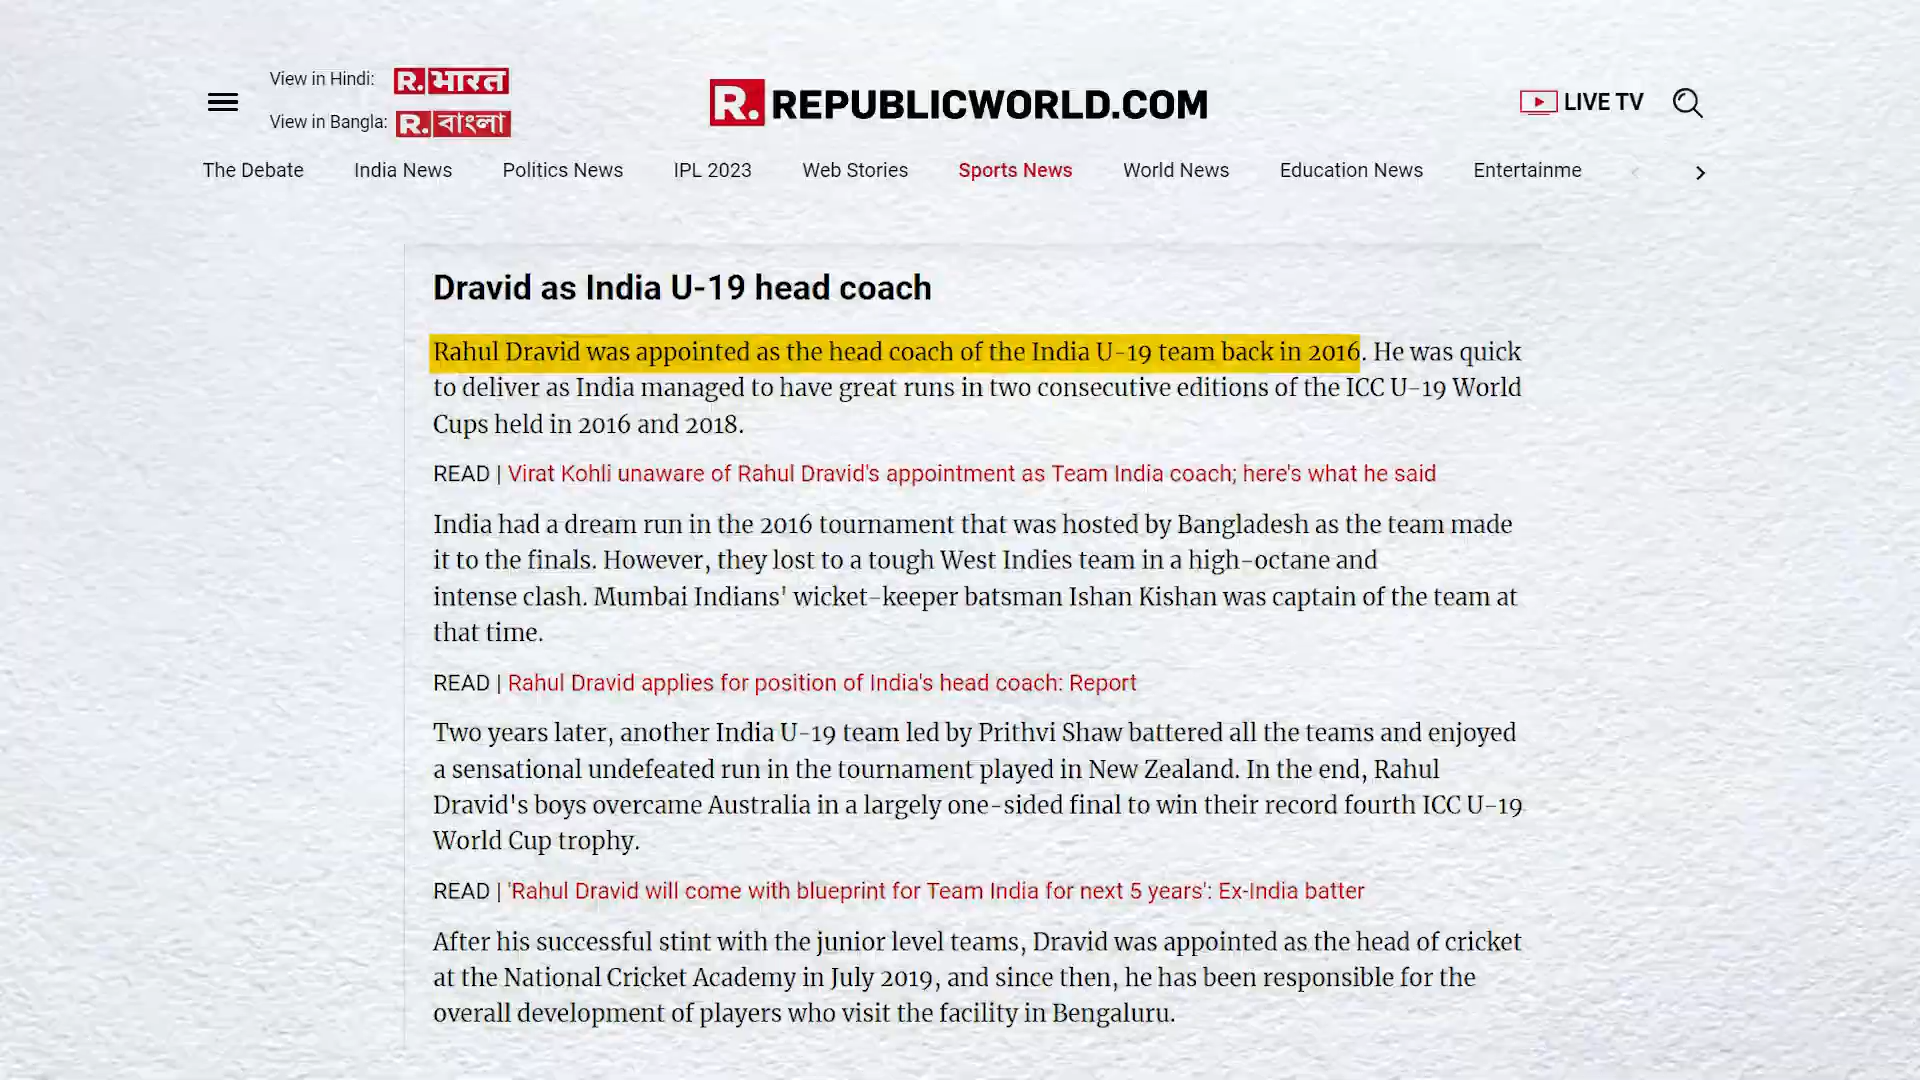 View in Hindi: R. भारत
View in Bangla: R. বাংলা
R. REPUBLICWORLD.COM
LIVE TV
The Debate India News Politics News IPL 2023 Web Stories Sports News World News Education News Entertainme
Dravid as India U-19 head coach
Rahul Dravid was appointed as the head coach of the India U-19 team back in 2016. He was quick
to deliver as India managed to have great runs in two consecutive editions of the ICC U-19 World
Cups held in 2016 and 2018.
READ | Virat Kohli unaware of Rahul Dravid's appointment as Team India coach; here's what he said
India had a dream run in the 2016 tournament that was hosted by Bangladesh as the team made
it to the finals. However, they lost to a tough West Indies team in a high-octane and
intense clash. Mumbai Indians' wicket-keeper batsman Ishan Kishan was captain of the team at
that time.
READ | Rahul Dravid applies for position of India's head coach: Report
Two years later, another India U-19 team led by Prithvi Shaw battered all the teams and enjoyed
a sensational undefeated run in the tournament played in New Zealand. In the end, Rahul
Dravid's boys overcame Australia in a largely one-sided final to win their record fourth ICC U-19
World Cup trophy.
READ | 'Rahul Dravid will come with blueprint for Team India for next 5 years': Ex-India batter
After his successful stint with the junior level teams, Dravid was appointed as the head of cricket
at the National Cricket Academy in July 2019, and since then, he has been responsible for the
overall development of players who visit the facility in Bengaluru.